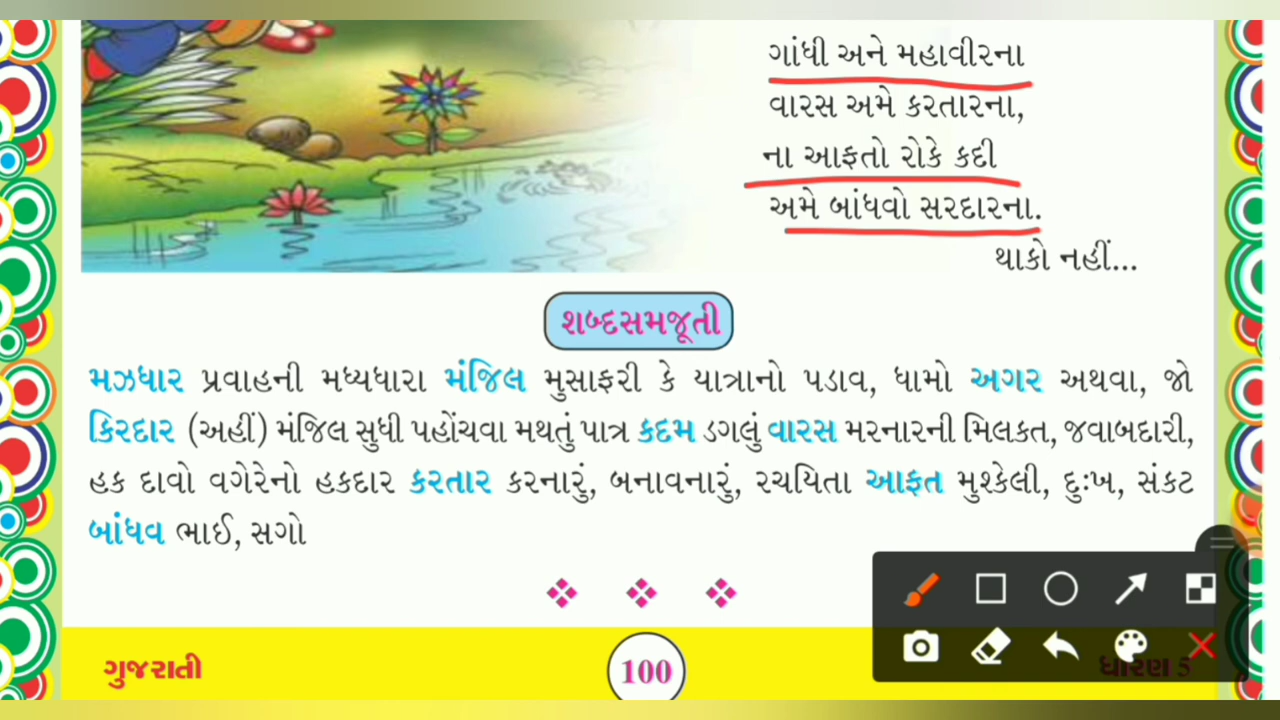 ગાંધી અને મહાવીરના
વારસ અમે કરતારના,
ના આફતો રોકે કદી
અમે બાંધવો સરદારના.
થાકો નહીં...
શબ્દસમજૂતી
મઝધાર પ્રવાહની મધ્યધારા મંજિલ મુસાફરી કે યાત્રાનો પડાવ, ધામો અગર અથવા, જો
કિરદાર (અહીં) મંજિલ સુધી પહોંચવા મથતું પાત્ર કદમ ડગલું વારસ મરનારની મિલકત, જવાબદારી,
હક દાવો વગેરેનો હકદાર કરતાર કરનારું, બનાવનારું, રચયિતા આફત મુશ્કેલી, દુઃખ, સંકટ
બાંધવ ભાઈ, સગો
ગુજરાતી
100
ધોરણ 5